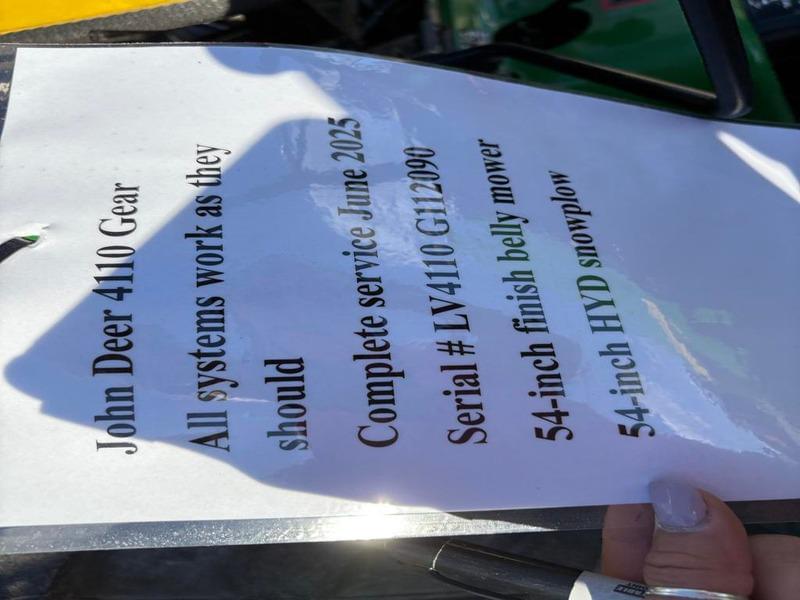 John Deer 4110 Gear
All systems work as they
should
Complete service June 2025
Serial # LV4110 G112090
54-inch finish belly mower
54-inch HYD snowplow